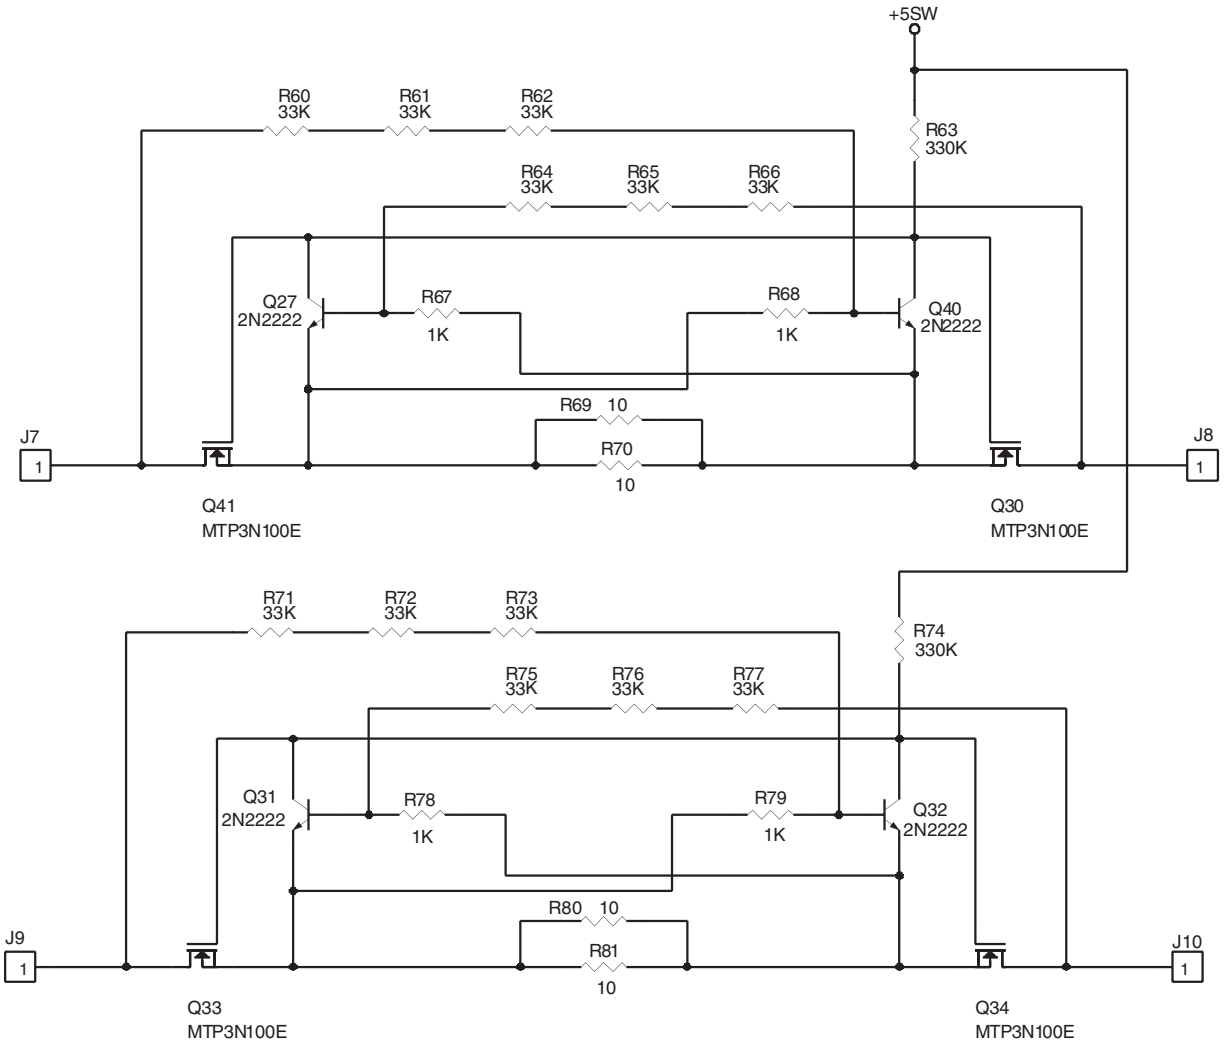 +5SW
R60
33K
R61
33K
R62
33K
R63
330K
R64
33K
R65
33K
R66
33K
Q27
2N2222
R67
1K
R68
1K
Q40
2N2222
R69 10
R70
10
J7
1
J8
1
Q41
MTP3N100E
Q30
MTP3N100E
R71
33K
R72
33K
R73
33K
R74
330K
R75
33K
R76
33K
R77
33K
Q31
2N2222
R78
1K
R79
1K
Q32
2N2222
R80 10
R81
10
J9
1
J10
1
Q33
MTP3N100E
Q34
MTP3N100E